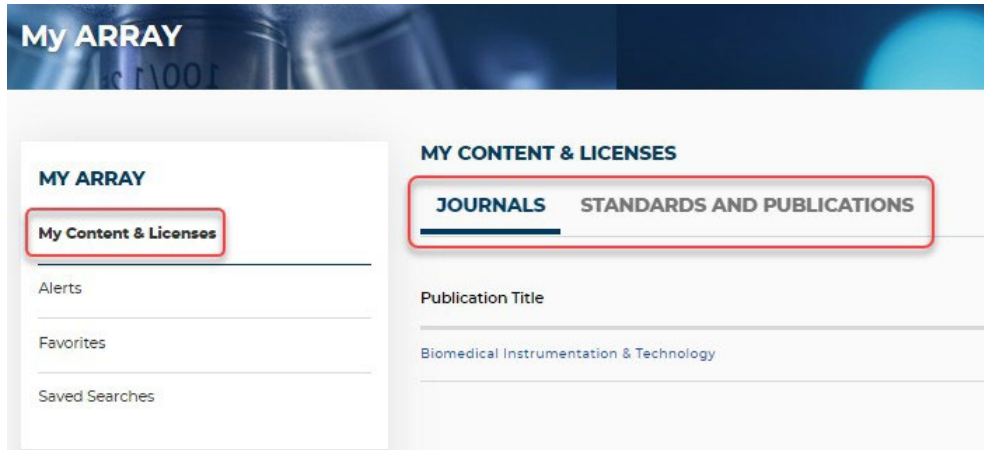 My ARRAY
MY ARRAY
My Content & Licenses
Alerts
Favorites
Saved Searches
MY CONTENT & LICENSES
JOURNALS STANDARDS AND PUBLICATIONS
Publication Title
Biomedical Instrumentation & Technology